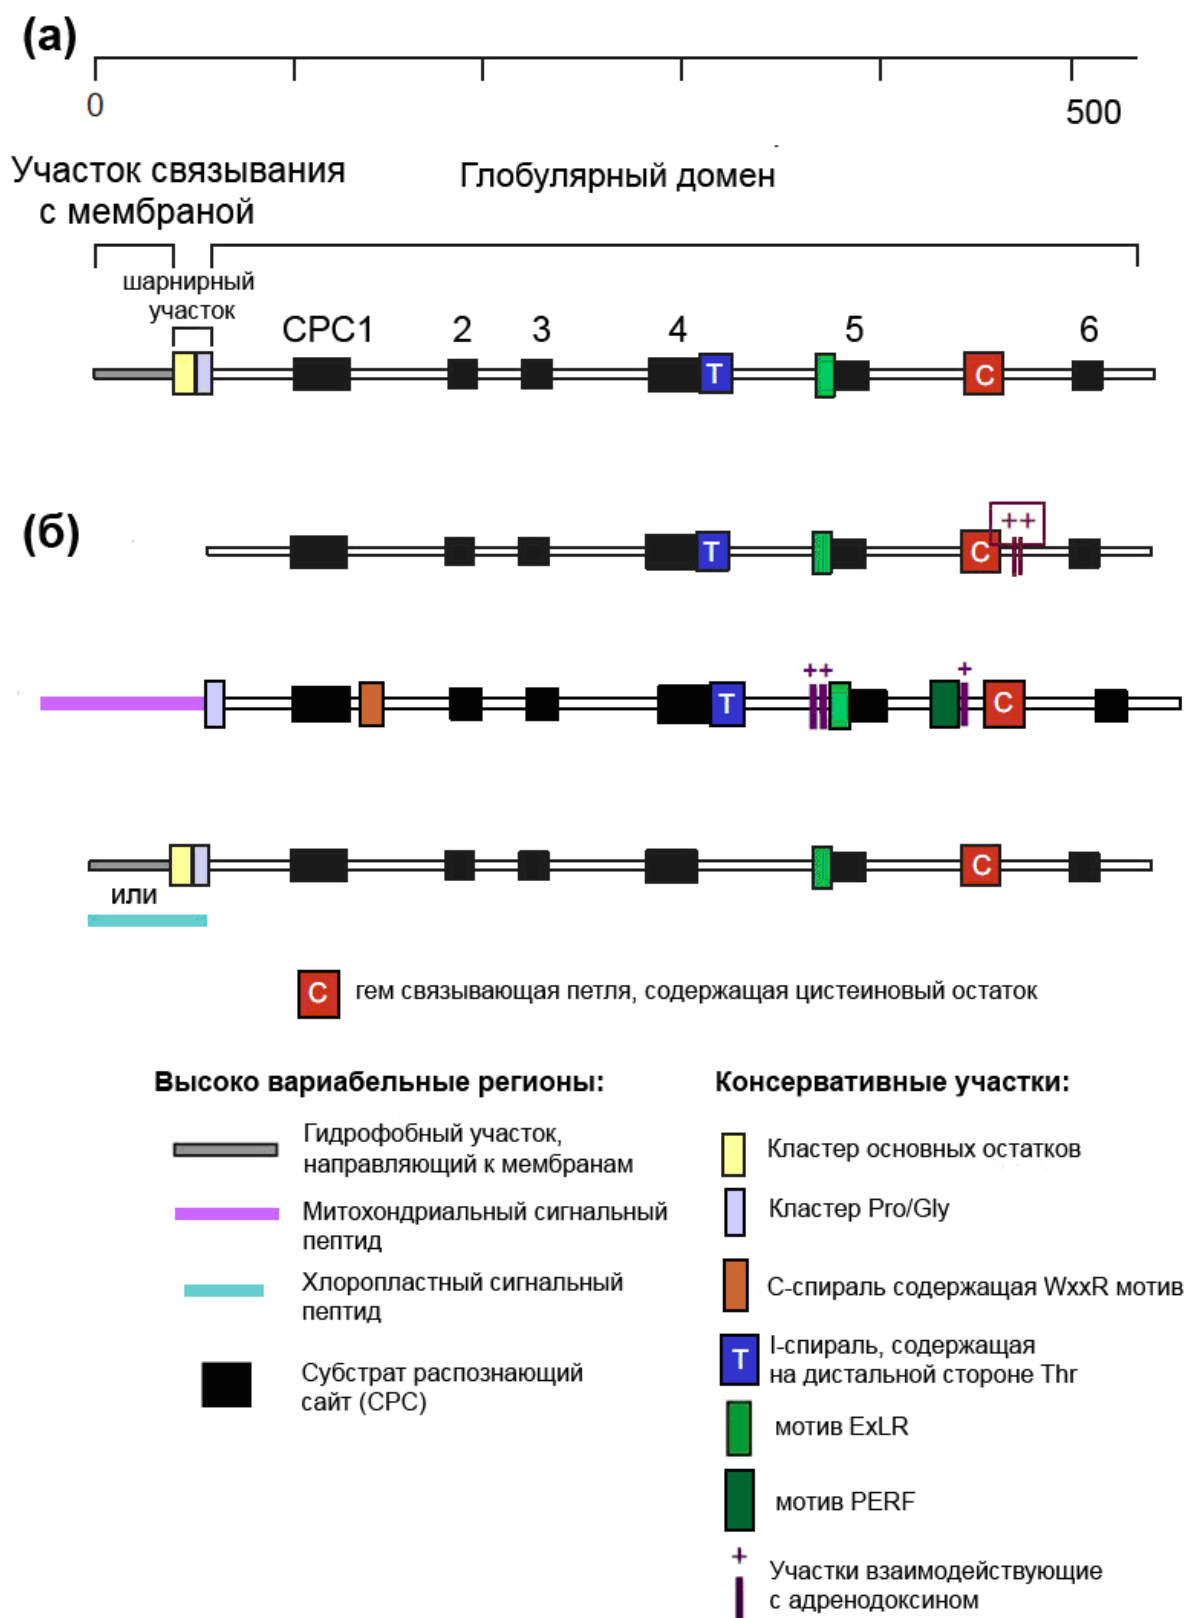 (а)
0
500
Участок связывания
с мембраной
Глобулярный домен
шарнирный
участок
СРС1 2 3 4 5 6
T
C
(б)
++
T
C
++
+
T
C
C
или
C
гем связывающая петля, содержащая цистеиновый остаток
Высоко вариабельные регионы:
Гидрофобный участок,
направляющий к мембранам
Митохондриальный сигнальный
пептид
Хлоропластный сигнальный
пептид
Субстрат распознающий
сайт (СРС)
Консервативные участки:
Кластер основных остатков
Кластер Pro/Gly
С-спираль содержащая WxxR мотив
T
I-спираль, содержащая
на дистальной стороне Thr
мотив ExLR
мотив PERF
+
Участки взаимодействующие
с адренодоксином